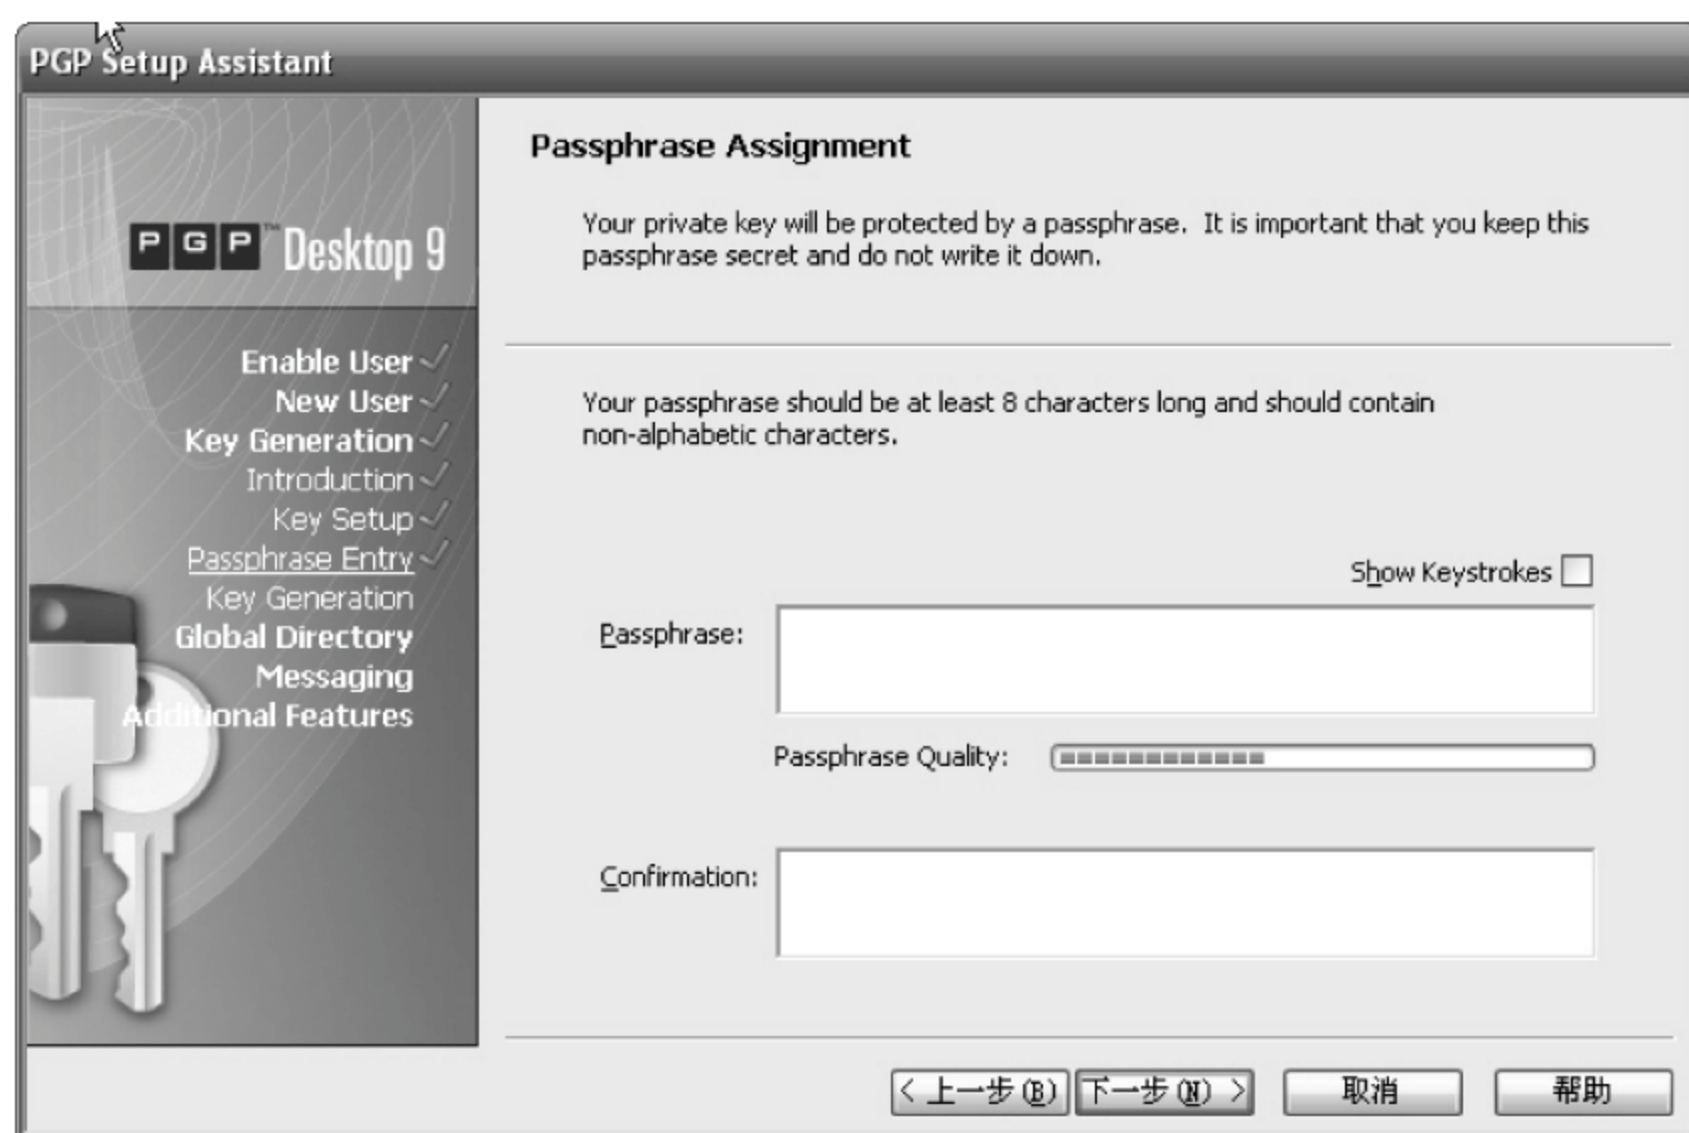 PGP Setup Assistant
PGP™ Desktop 9
Enable User
New User
Key Generation
Introduction
Key Setup
Passphrase Entry
Key Generation
Global Directory
Messaging
Additional Features
Passphrase Assignment
Your private key will be protected by a passphrase. It is important that you keep this
passphrase secret and do not write it down.
Your passphrase should be at least 8 characters long and should contain
non-alphabetic characters.
Show Keystrokes
Passphrase:
Passphrase Quality:
Confirmation:
< 上一步(B) 下一步(N) > 取消 帮助